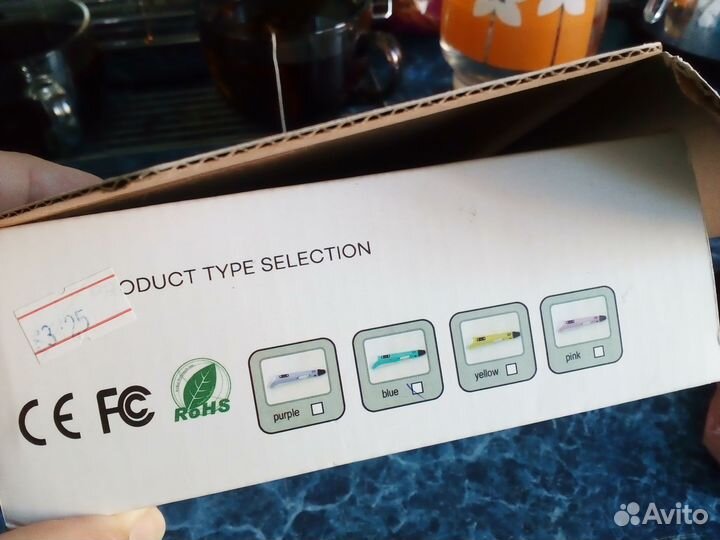 ODUCT TYPE SELECTION
CE FC RoHS
purple
blue
yellow
pink
Avito